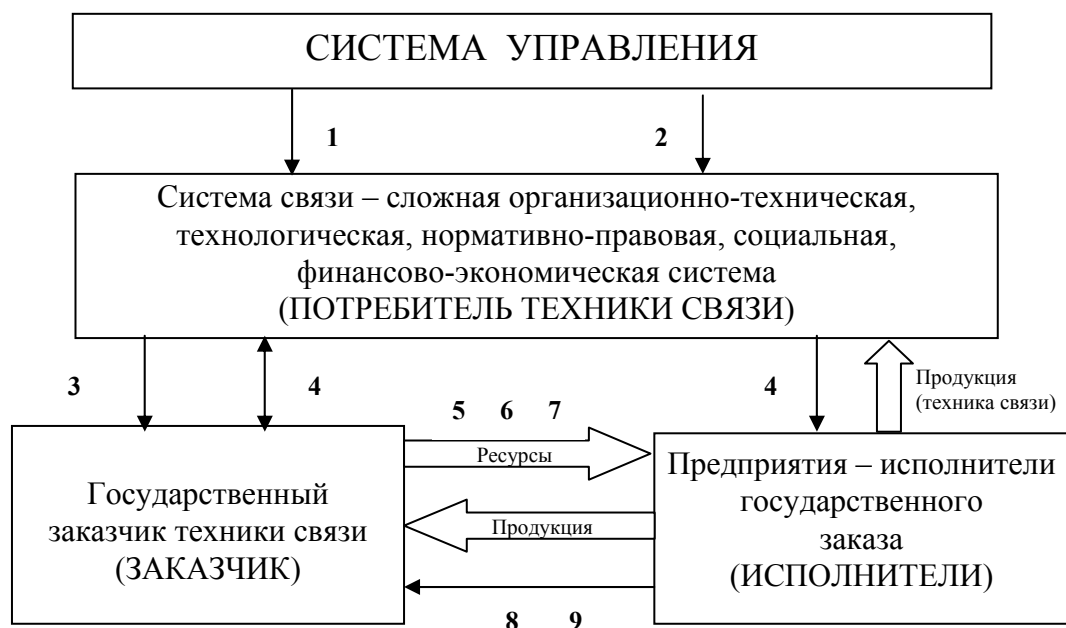 СИСТЕМА УПРАВЛЕНИЯ
1
2
Система связи – сложная организационно-техническая,
технологическая, нормативно-правовая, социальная,
финансово-экономическая система
(ПОТРЕБИТЕЛЬ ТЕХНИКИ СВЯЗИ)
3
4
4
Продукция
(техника связи)
5 6 7
Ресурсы
Государственный
заказчик техники связи
(ЗАКАЗЧИК)
Продукция
Предприятия – исполнители
государственного
заказа
(ИСПОЛНИТЕЛИ)
8 9